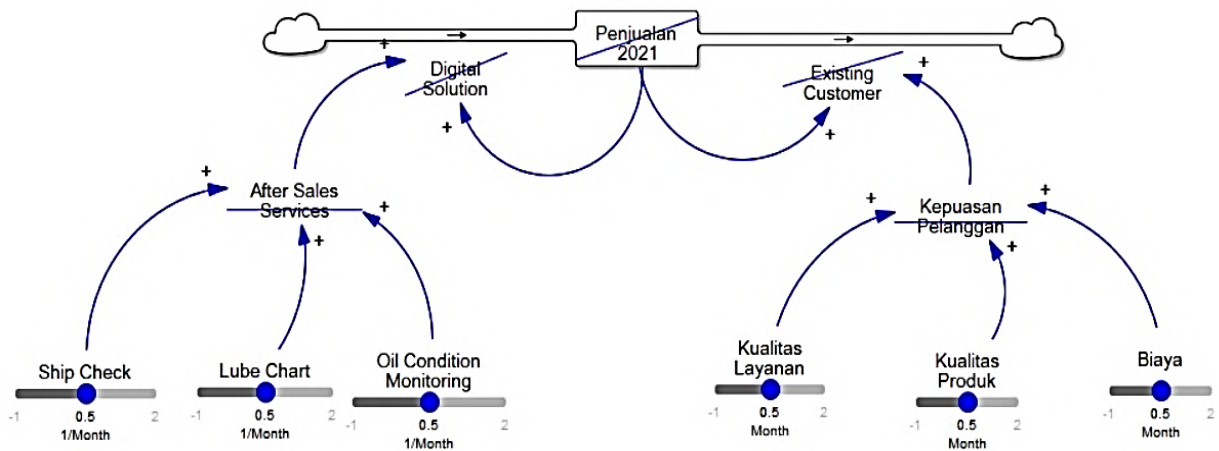 Penjualan
2021
+
Digital
Solution
+
Existing
Customer
+
+
+
After Sales
Services
+
+
+
Kepuasan
Pelanggan
+
+
+
Ship Check
-1
0.5
2
1/Month
Lube Chart
-1
0.5
2
1/Month
Oil Condition
Monitoring
-1
0.5
2
1/Month
Kualitas
Layanan
-1
0.5
2
Month
Kualitas
Produk
-1
0.5
2
Month
Biaya
-1
0.5
2
Month